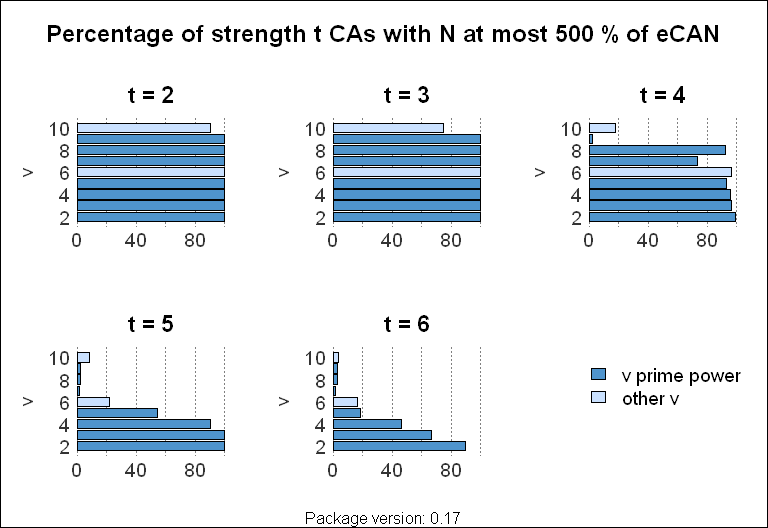 Percentage of strength t CAs with N at most 500 % of eCAN
t = 2
t = 3
t = 4
10
8
6
4
2
v
0 40 80
10
8
6
4
2
v
0 40 80
10
8
6
4
2
v
0 40 80
t = 5
t = 6
10
8
6
4
2
v
0 40 80
10
8
6
4
2
v
0 40 80
v prime power
other v
Package version: 0.17